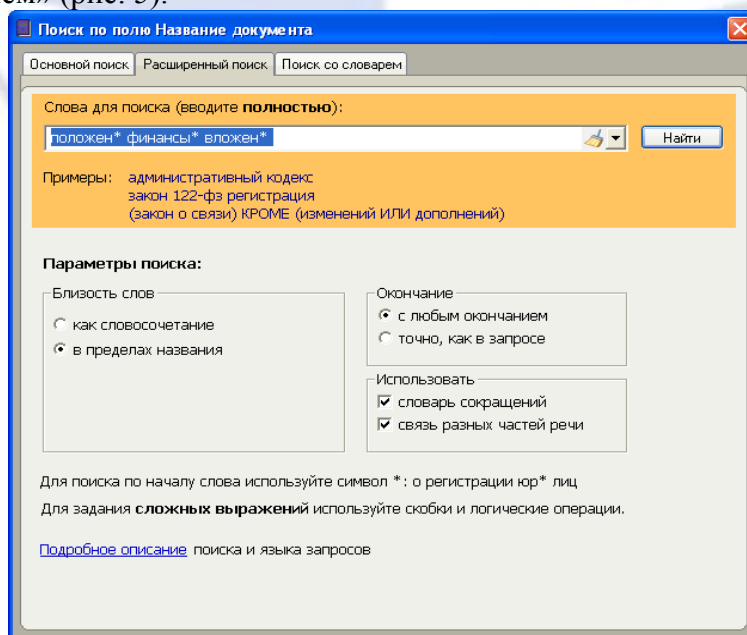 ем» (рис. 3).
Поиск по полю Название документа
Основной поиск Расширенный поиск Поиск со словарем
Слова для поиска (вводите полностью):
положен* финансы* вложен* Найти
Примеры: административный кодекс
закон 122-фз регистрация
(закон о связи) КРОМЕ (изменений ИЛИ дополнений)
Параметры поиска:
Близость слов
как словосочетание
в пределах названия
Окончание
с любым окончанием
точно, как в запросе
Использовать
словарь сокращений
связь разных частей речи
Для поиска по началу слова используйте символ *: о регистрации юр* лиц
Для задания сложных выражений используйте скобки и логические операции.
Подробное описание поиска и языка запросов